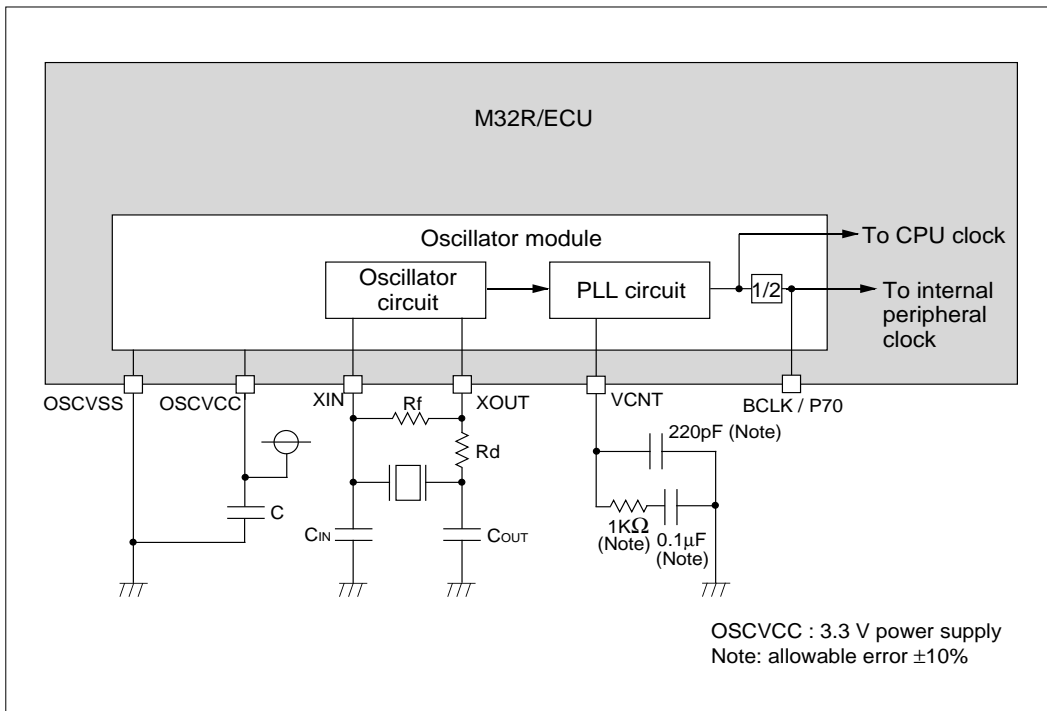 M32R/ECU
Oscillator module
To CPU clock
Oscillator
circuit
PLL circuit
1/2
To internal
peripheral
clock
OSCVSS
OSCVCC
XIN
XOUT
VCNT
BCLK / P70
Rf
Rd
220pF (Note)
C
CIN
COUT
1KΩ
(Note)
0.1µF
(Note)
OSCVCC : 3.3 V power supply
Note: allowable error ±10%